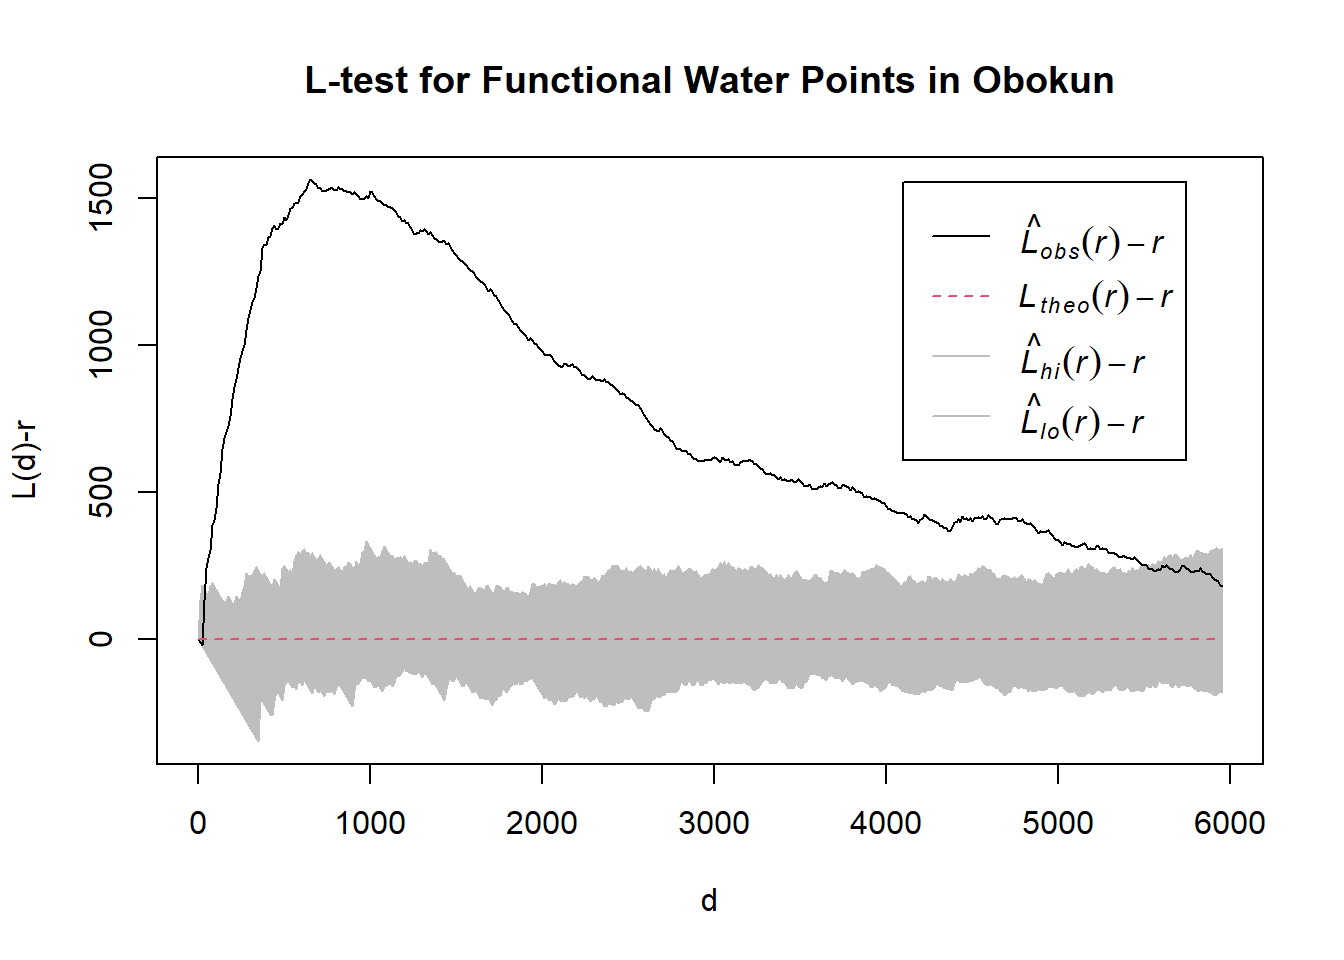 L-test for Functional Water Points in Obokun
L(d)-r
1500
1000
500
0
L̂obs(r) – r
Ltheo(r) – r
L̂hi(r) – r
L̂lo(r) – r
0 1000 2000 3000 4000 5000 6000
d